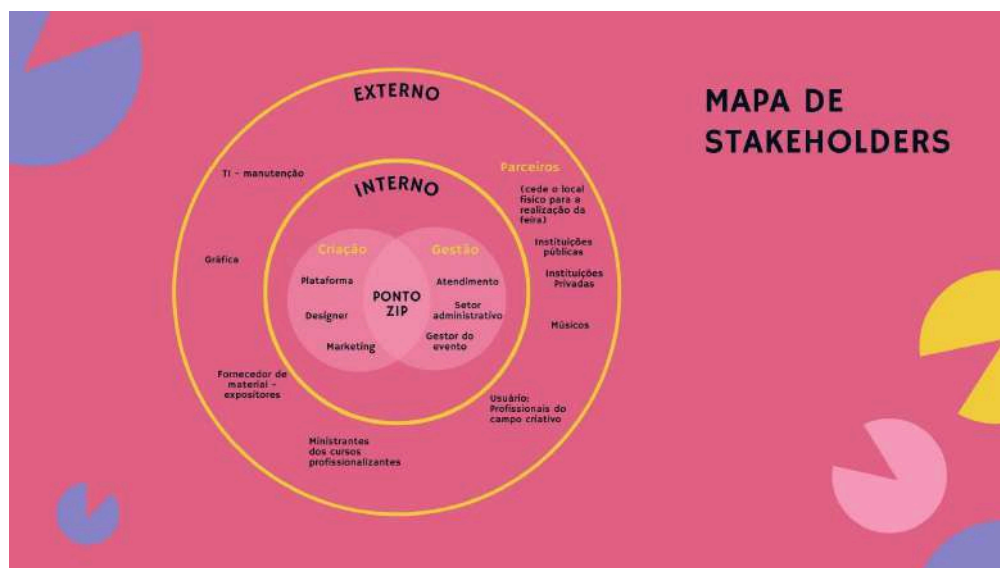 MAPA DE
STAKEHOLDERS
EXTERNO
TI - manutenção
Gráfica
Fornecedor de
material -
expositores
Ministrantes
dos cursos
profissionalizantes
Parceiros
(cede o local
físico para a
realização da
feira)
Instituições
públicas
Instituições
Privadas
Músicos
Usuário:
Profissionais do
campo criativo
INTERNO
Criação
Plataforma
Designer
Marketing
PONTO
ZIP
Gestão
Atendimento
Setor
administrativo
Gestor do
evento